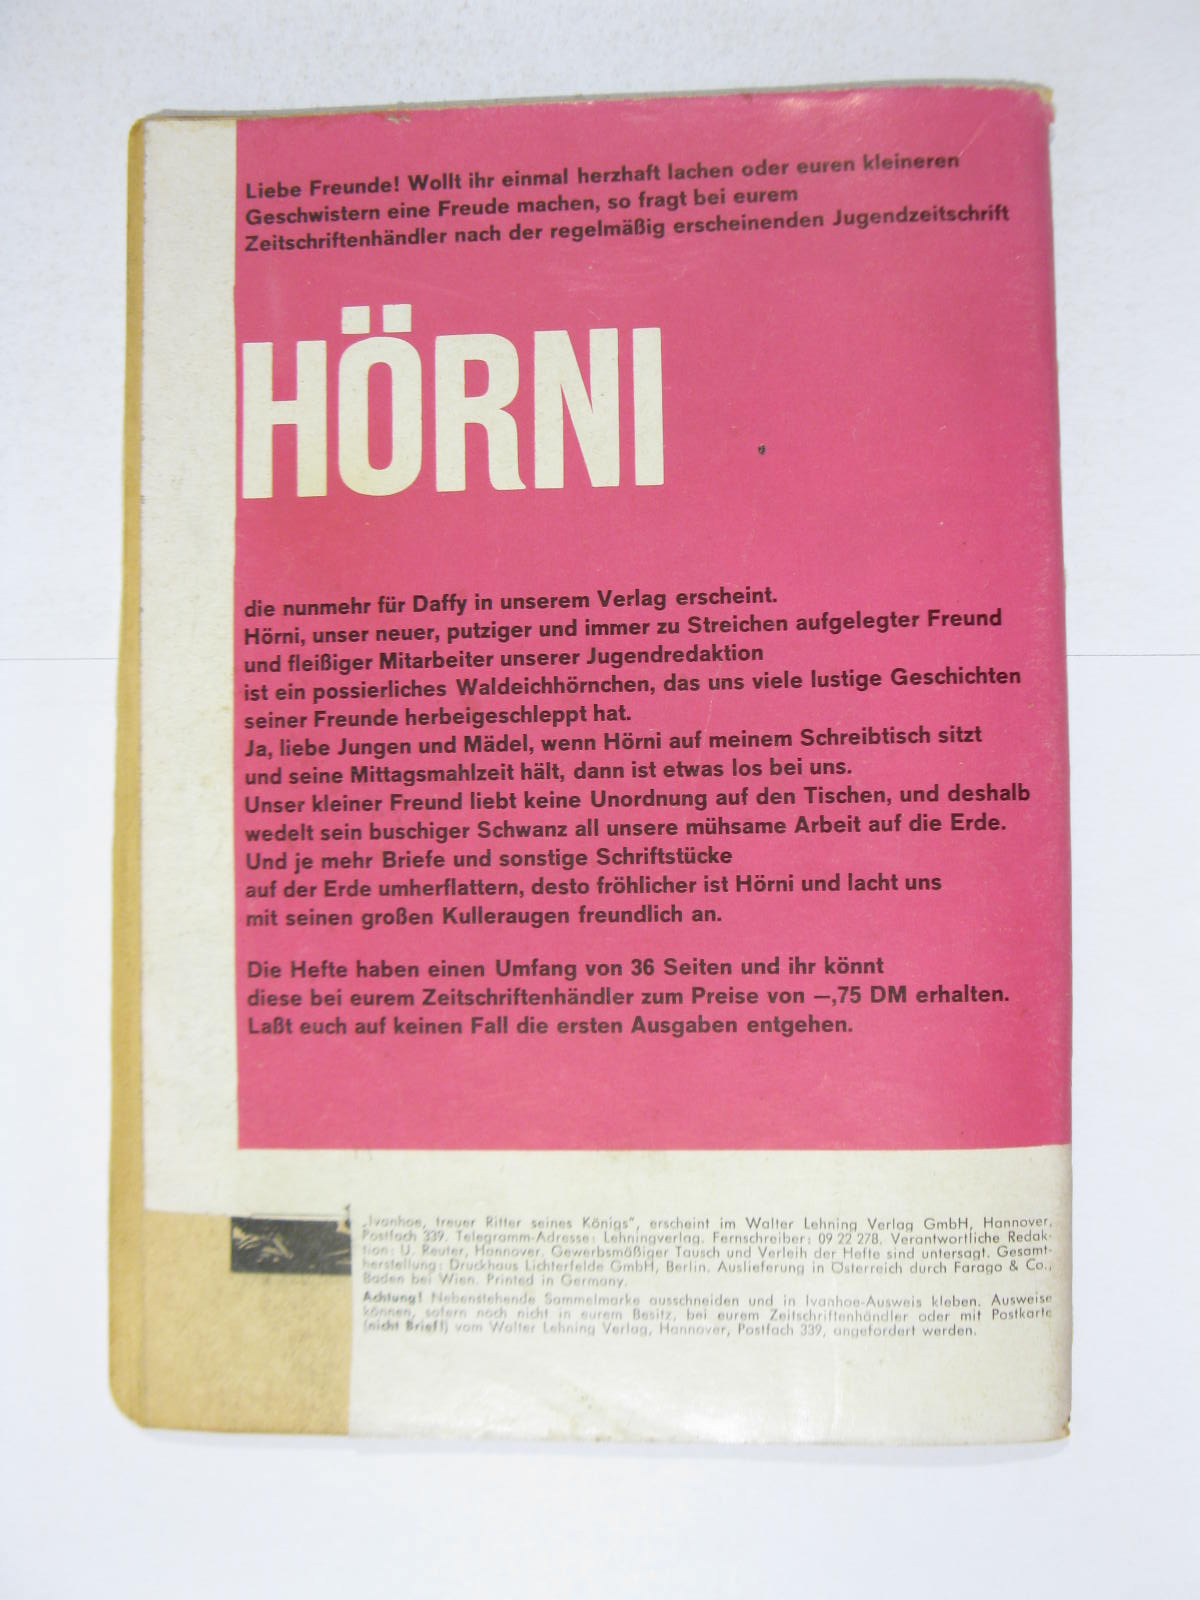 Liebe Freunde! Wollt ihr einmal herzhaft lachen oder euren kleineren
Geschwistern eine Freude machen, so fragt bei eurem
Zeitschriftenhändler nach der regelmäßig erscheinenden Jugendzeitschrift
HÖRNI
die nunmehr für Daffy in unserem Verlag erscheint.
Hörni, unser neuer, putziger und immer zu Streichen aufgelegter Freund
und fleißiger Mitarbeiter unserer Jugendredaktion
ist ein possierliches Waldeichhörnchen, das uns viele lustige Geschichten
seiner Freunde herbeigeschleppt hat.
Ja, liebe Jungen und Mädel, wenn Hörni auf meinem Schreibtisch sitzt
und seine Mittagsmahlzeit hält, dann ist etwas los bei uns.
Unser kleiner Freund liebt keine Unordnung auf den Tischen, und deshalb
wedelt sein buschiger Schwanz all unsere mühsame Arbeit auf die Erde.
Und je mehr Briefe und sonstige Schriftstücke
auf der Erde umherflattern, desto fröhlicher ist Hörni und lacht uns
mit seinen großen Kulleraugen freundlich an.
Die Hefte haben einen Umfang von 36 Seiten und ihr könnt
diese bei eurem Zeitschriftenhändler zum Preise von —,75 DM erhalten.
Laßt euch auf keinen Fall die ersten Ausgaben entgehen.
„Ivanhoe, treuer Ritter seines Königs", erscheint im Walter Lehning Verlag GmbH, Hannover,
Postfach 339. Telegramm-Adresse: Lehningverlag. Fernschreiber: 09 22 278. Verantwortliche Redak-
tion: U. Reuter, Hannover. Gewerbsmäßiger Tausch und Verleih der Hefte sind untersagt. Gesamt-
herstellung: Druckhaus Lichterfelde GmbH, Berlin. Auslieferung in Österreich durch Farago & Co.,
Baden bei Wien. Printed in Germany.
Achtung! Nebenstehende Sammelmarke ausschneiden und in Ivanhoe-Ausweis kleben. Ausweise
können, sofern noch nicht in eurem Besitz, bei eurem Zeitschriftenhändler oder mit Postkarte
(nicht Brief!) vom Walter Lehning Verlag, Hannover, Postfach 339, angefordert werden.